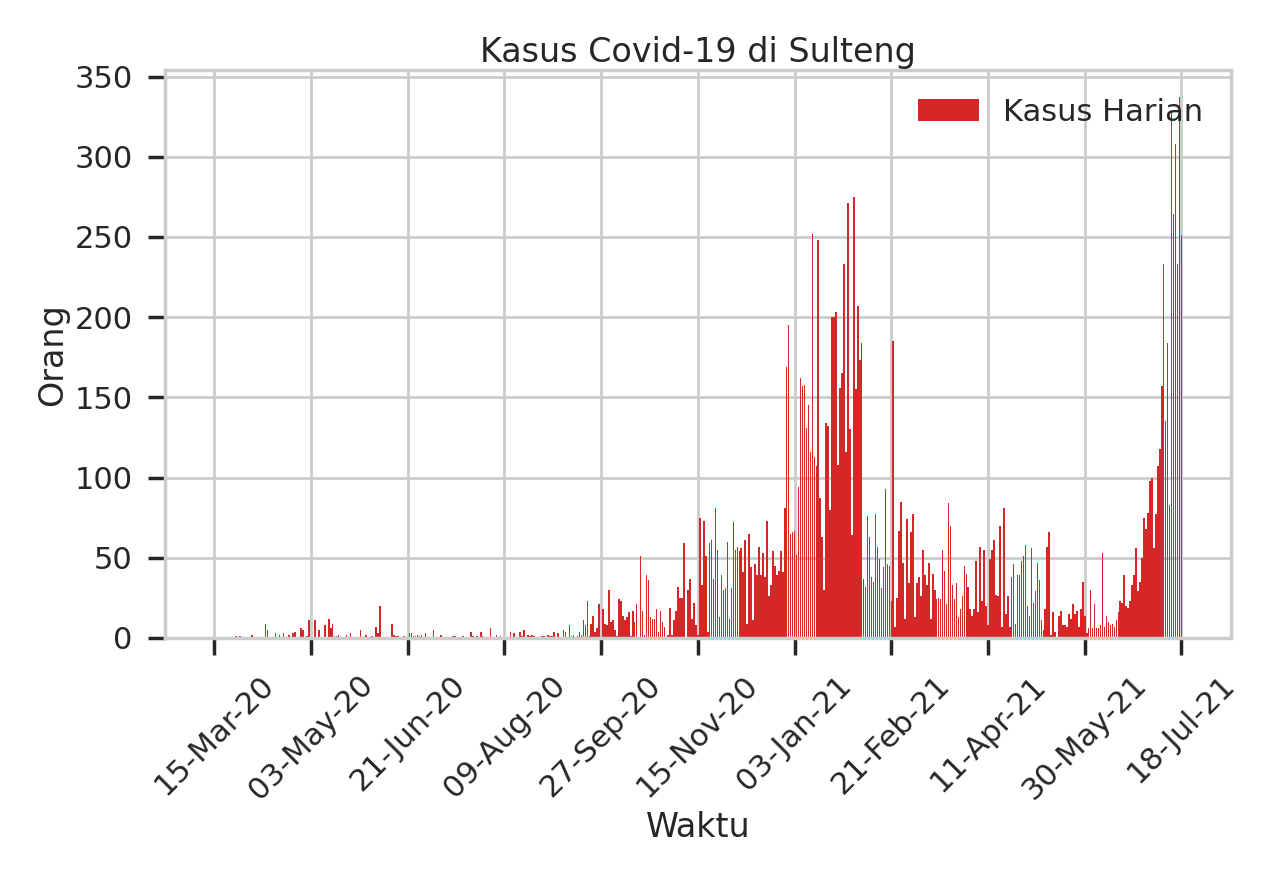 Kasus Covid-19 di Sulteng
Kasus Harian
350
300
250
200
150
100
50
0
Orang
15-Mar-20
03-May-20
21-Jun-20
09-Aug-20
27-Sep-20
15-Nov-20
03-Jan-21
21-Feb-21
11-Apr-21
30-May-21
18-Jul-21
Waktu